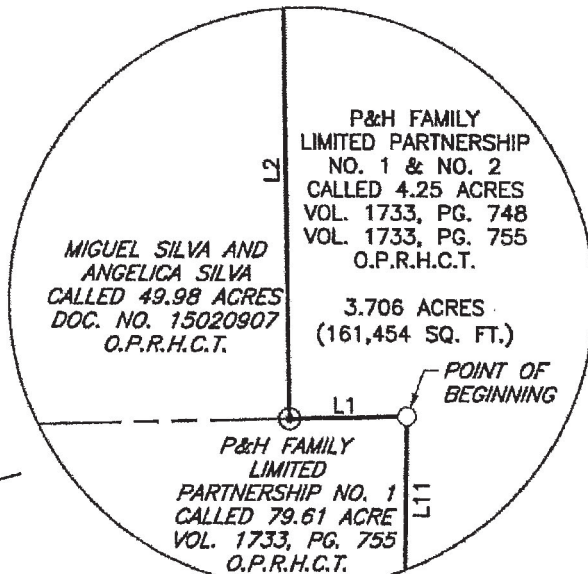 P&H FAMILY
LIMITED PARTNERSHIP
NO. 1 & NO. 2
CALLED 4.25 ACRES
VOL. 1733, PG. 748
VOL. 1733, PG. 755
O.P.R.H.C.T.
3.706 ACRES
(161,454 SQ. FT.)
L2
MIGUEL SILVA AND
ANGELICA SILVA
CALLED 49.98 ACRES
DOC. NO. 15020907
O.P.R.H.C.T.
POINT OF
BEGINNING
L1
L11
P&H FAMILY
LIMITED
PARTNERSHIP NO. 1
CALLED 79.61 ACRE
VOL. 1733, PG. 755
O.P.R.H.C.T.